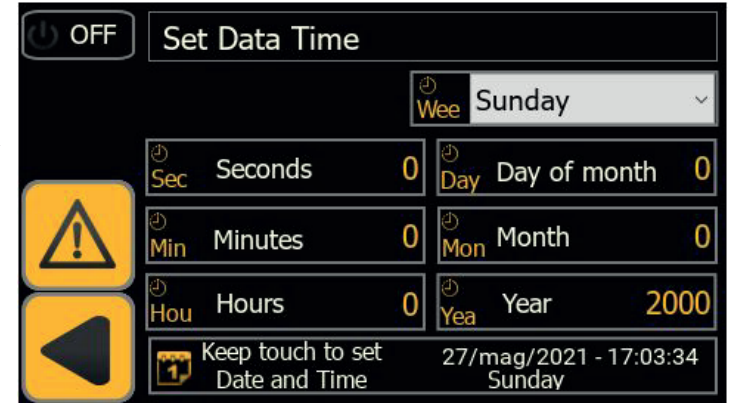 OFF
Set Data Time
Wee Sunday
Sec Seconds 0
Day Day of month 0
Min Minutes 0
Mon Month 0
Hou Hours 0
Yea Year 2000
1
Keep touch to set
Date and Time
27/mag/2021 - 17:03:34
Sunday